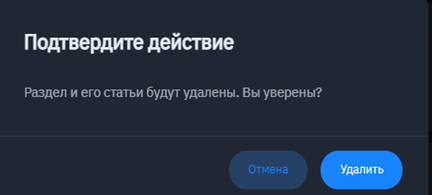 Подтвердите действие
Раздел и его статьи будут удалены. Вы уверены?
Отмена
Удалить